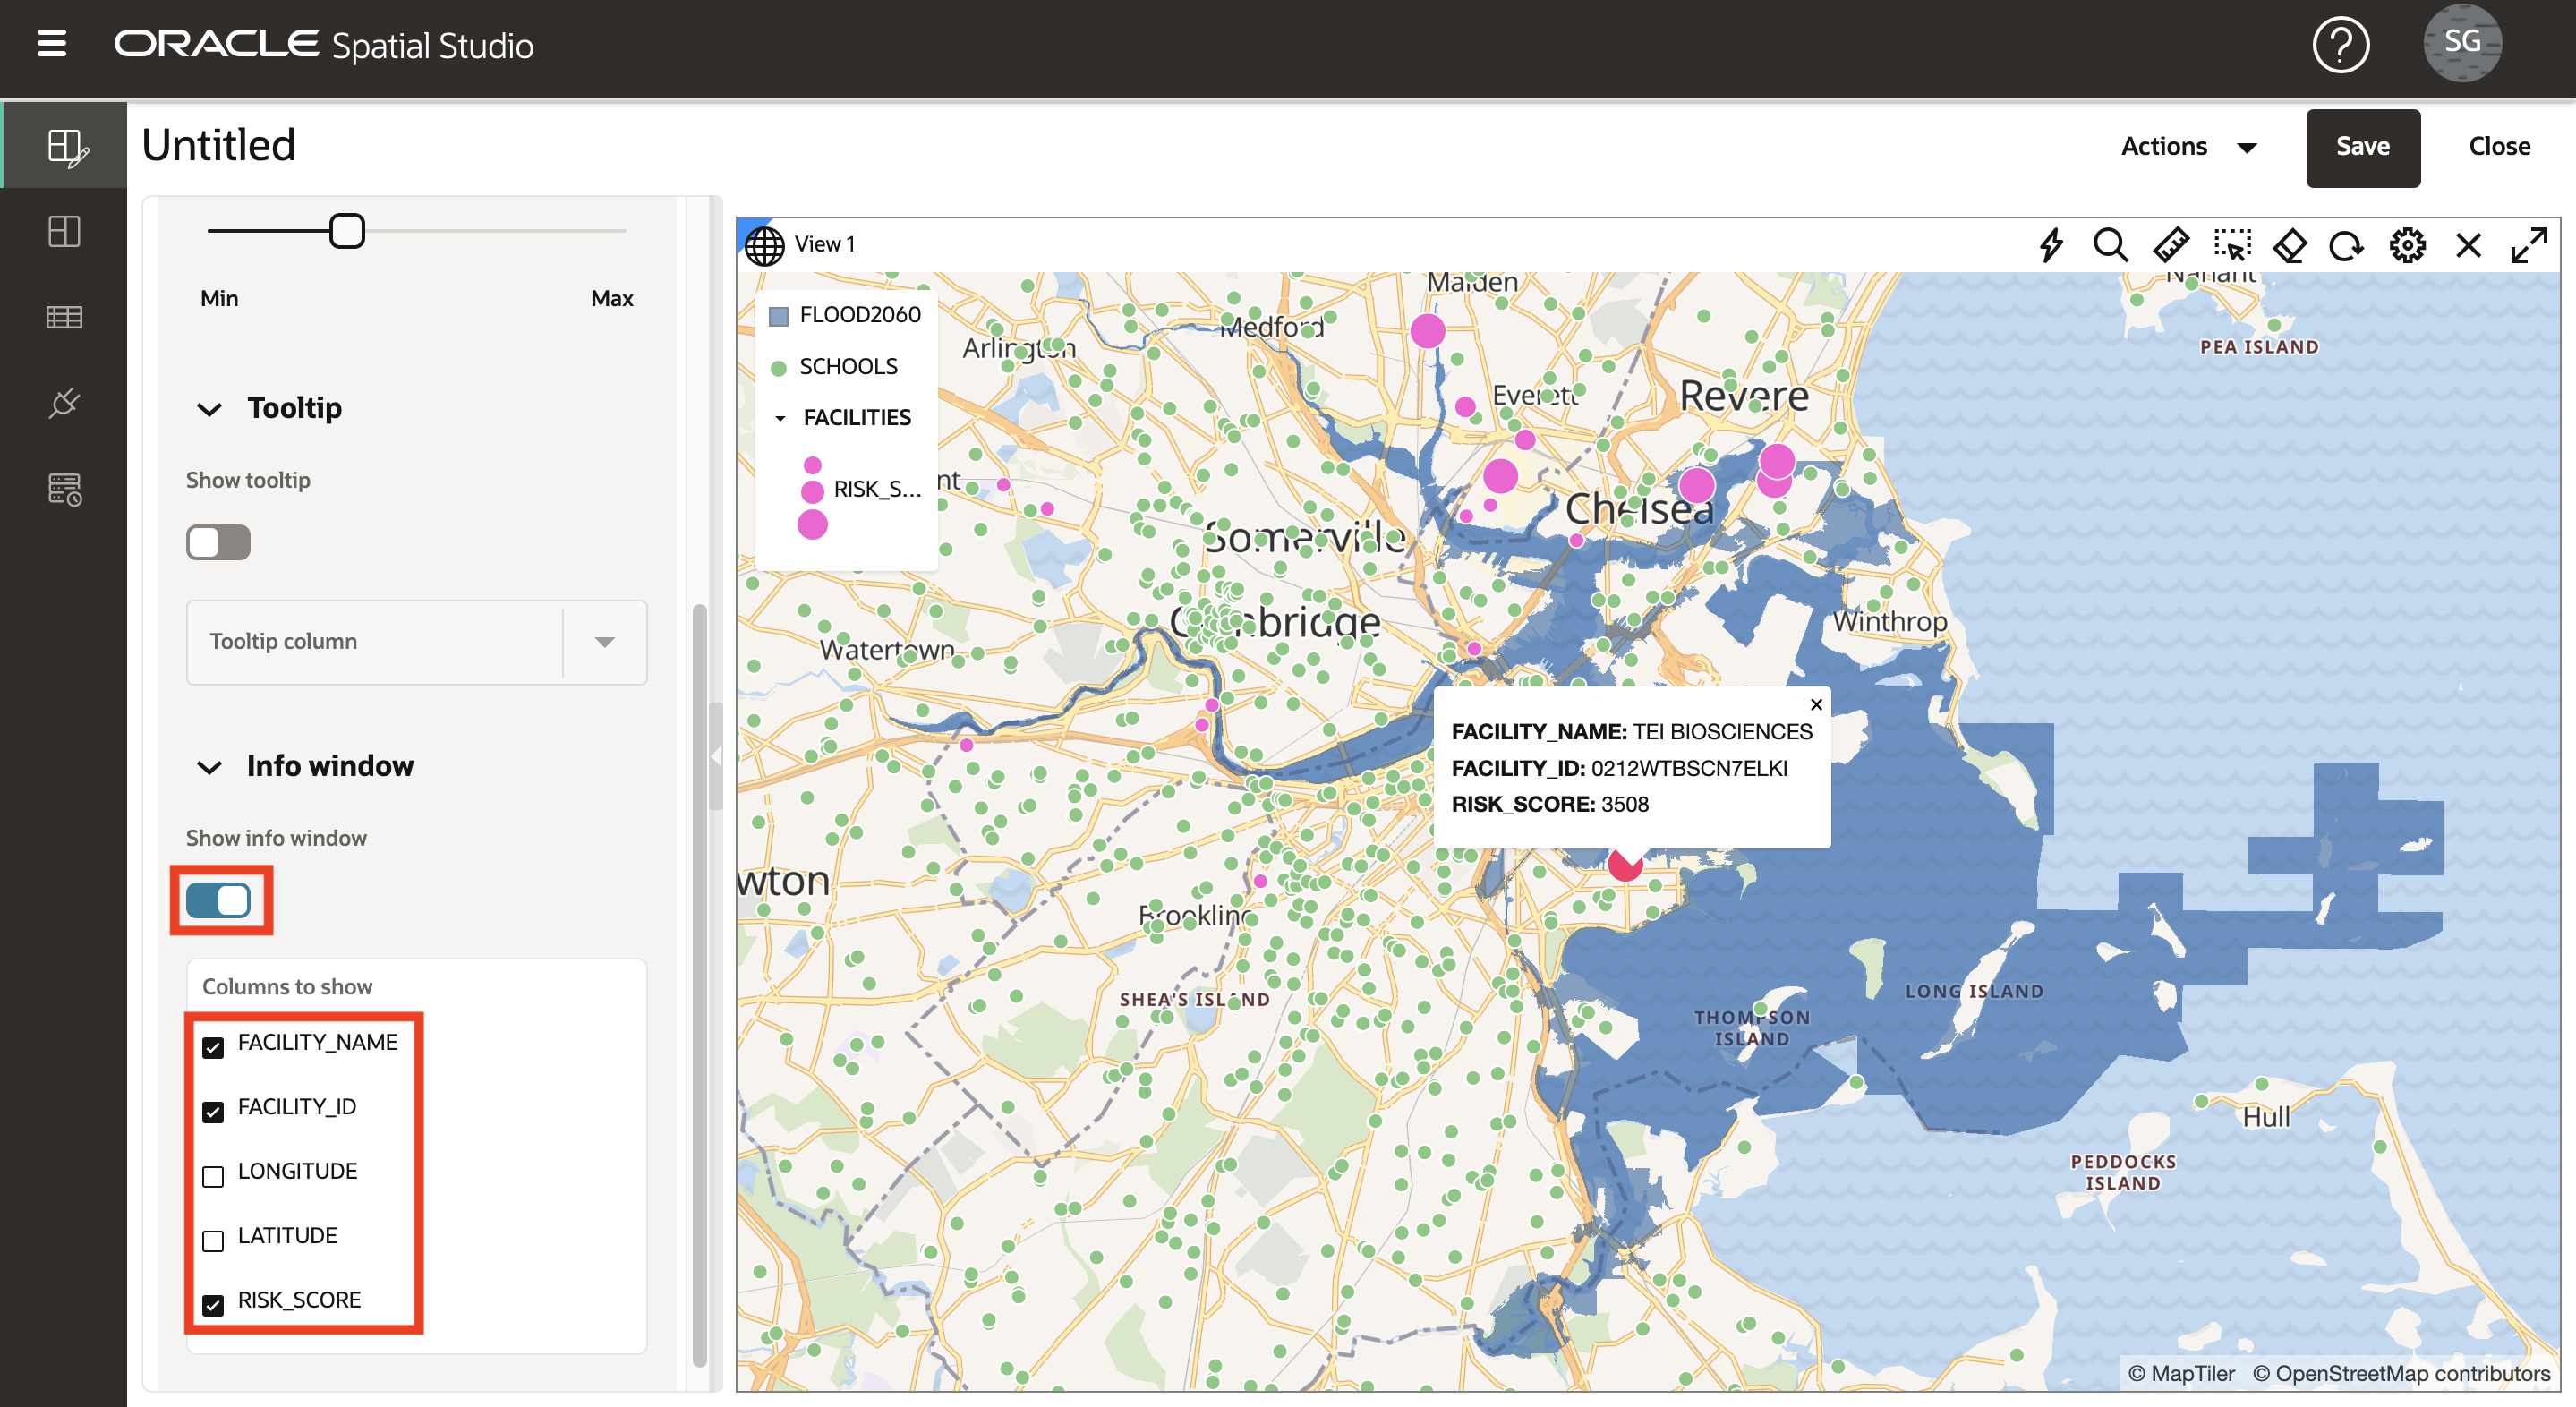 ORACLE Spatial Studio
SG
Untitled
Actions
Save
Close
Min
Max
Tooltip
Show tooltip
Tooltip column
Info window
Show info window
Columns to show
FACILITY_NAME
FACILITY_ID
LONGITUDE
LATITUDE
RISK_SCORE
View 1
FLOOD2060
SCHOOLS
FACILITIES
RISK_S...
Malden
Nahant
Medford
Arlington
PEA ISLAND
Everett
Revere
nt
Chelsea
Somerville
Cambridge
Winthrop
Watertown
FACILITY_NAME: TEI BIOSCIENCES
FACILITY_ID: 0212WTBSCN7ELKI
RISK_SCORE: 3508
wton
Brookline
SHEA'S ISLAND
LONG ISLAND
THOMPSON
ISLAND
Hull
PEDDOCKS
ISLAND
© MapTiler © OpenStreetMap contributors